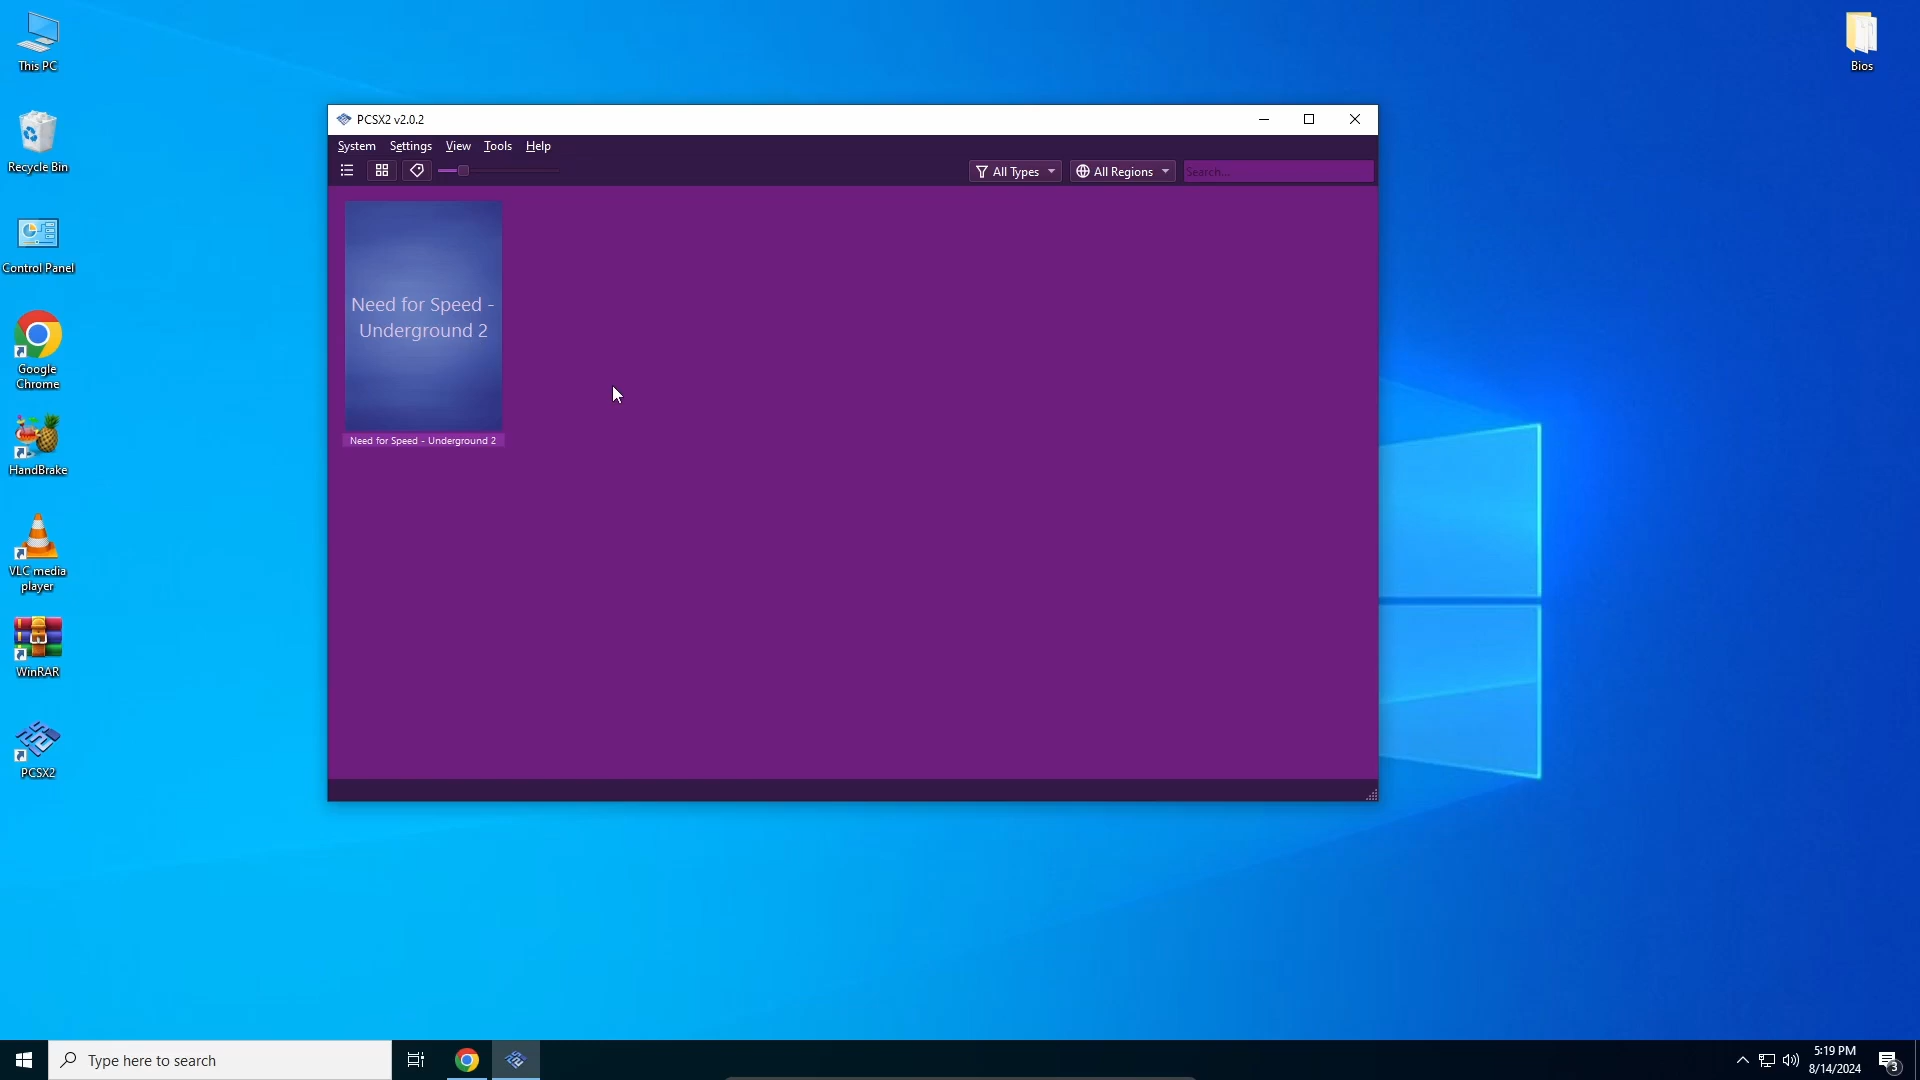 This PC
Recycle Bin
Control Panel
Google
Chrome
HandBrake
VLC media
player
WinRAR
PCSX2
Bios
PCSX2 v2.0.2
System Settings View Tools Help
All Types All Regions Search...
Need for Speed -
Underground 2
Need for Speed - Underground 2
Type here to search
5:19 PM
8/14/2024
3